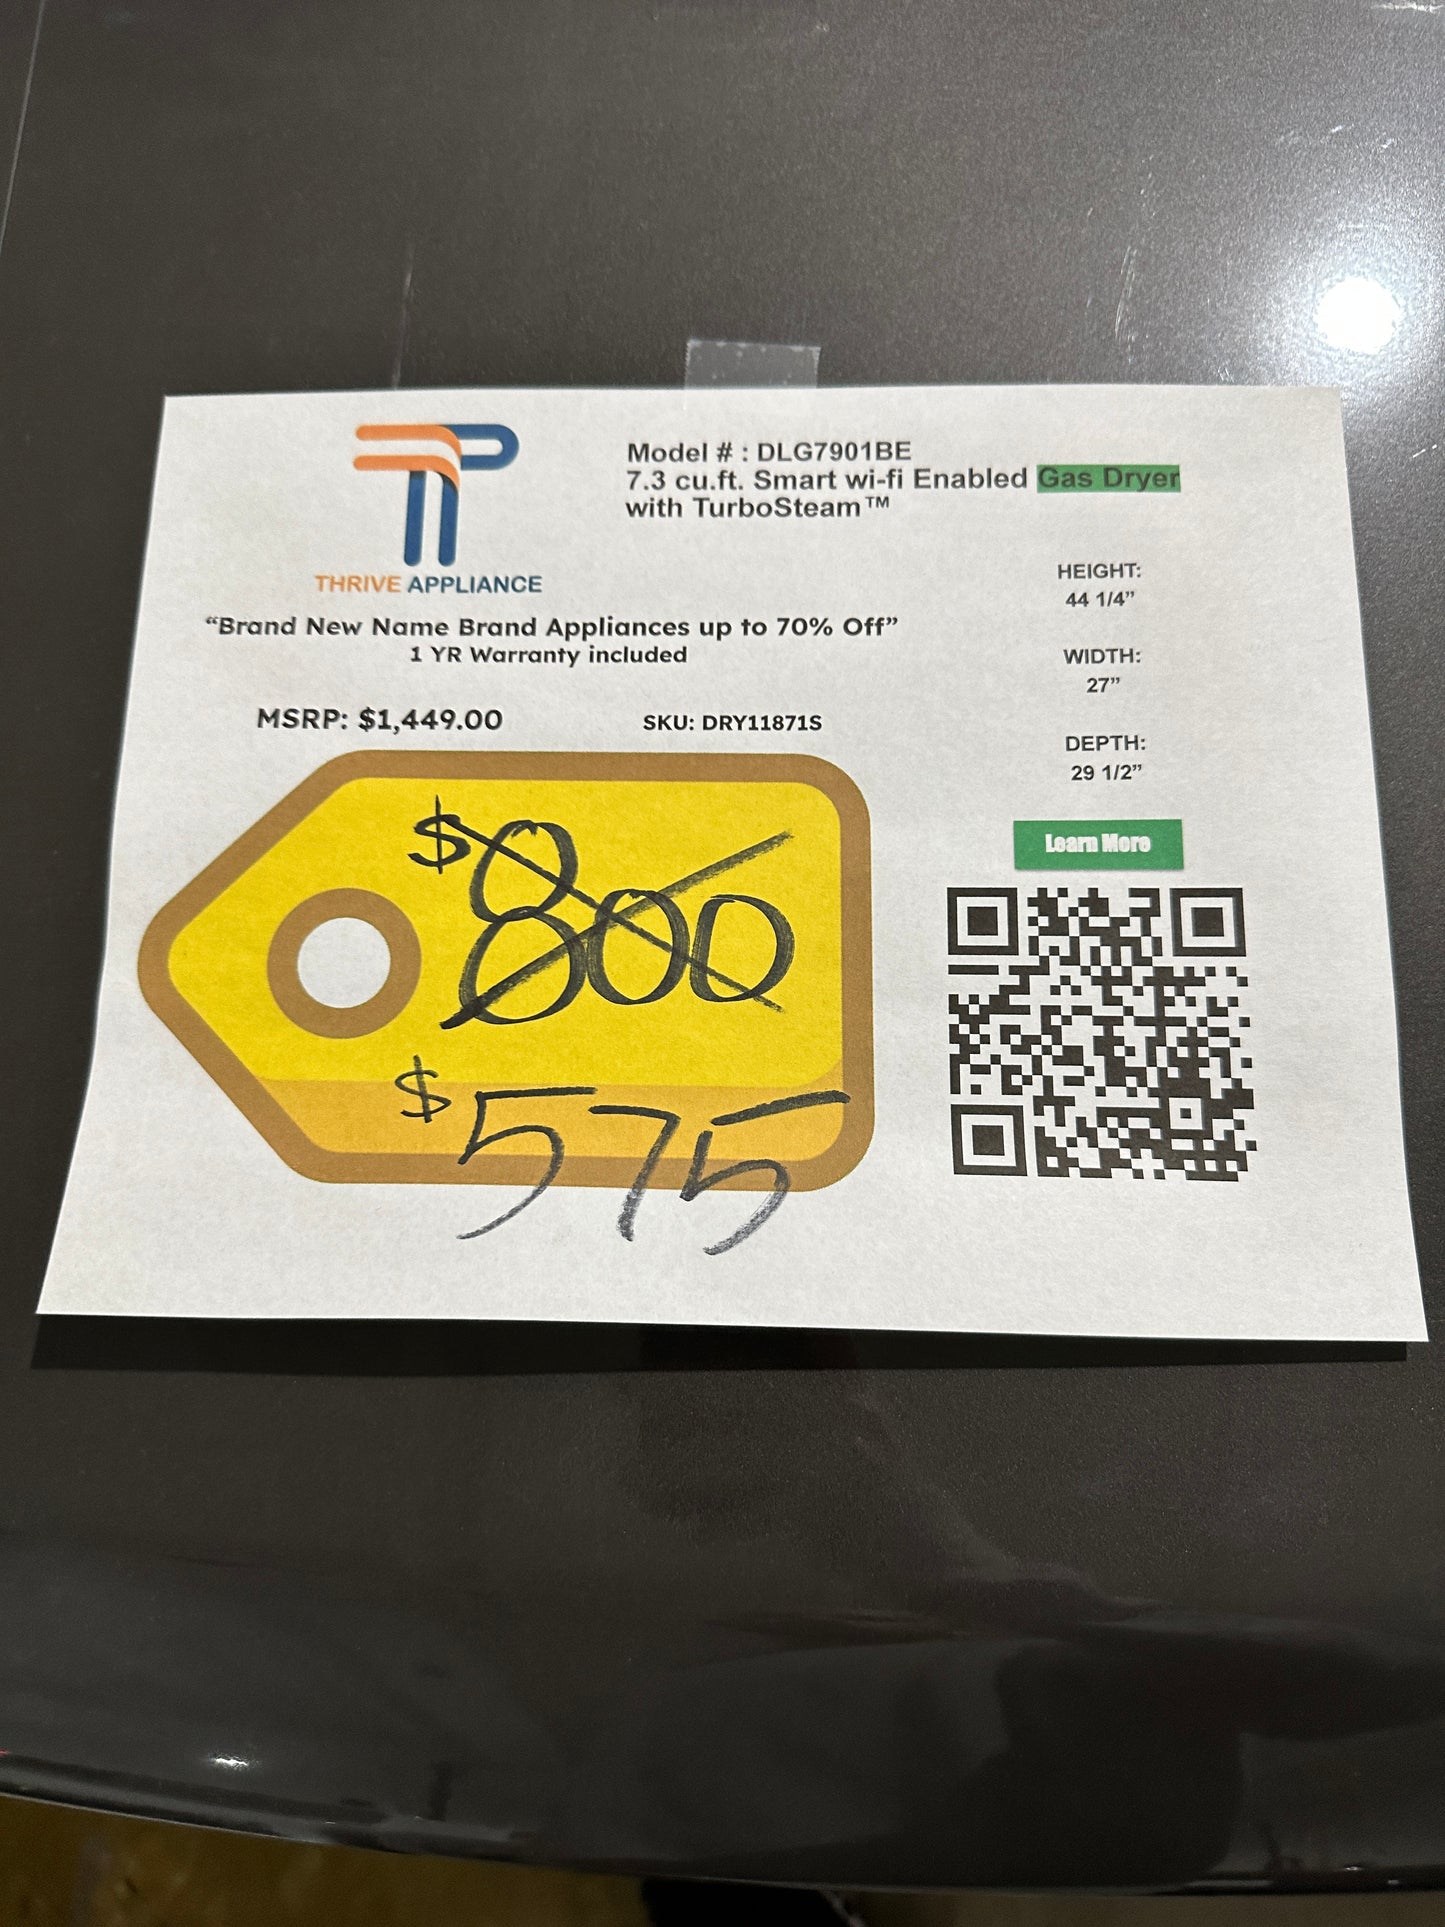 Model # : DLG7901BE
7.3 cu.ft. Smart wi-fi Enabled Gas Dryer
with TurboSteam™
THRIVE APPLIANCE
“Brand New Name Brand Appliances up to 70% Off”
1 YR Warranty included
MSRP: $1,449.00
SKU: DRY11871S
HEIGHT:
44 1/4”
WIDTH:
27”
DEPTH:
29 1/2”
Learn More
$800
$575